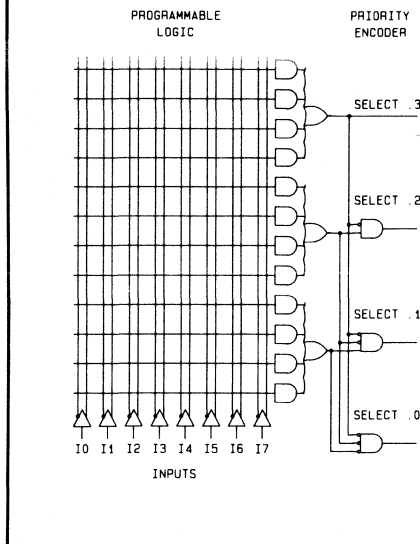 PROGRAMMABLE
LOGIC
PRIORITY
ENCODER
SELECT .3
SELECT .2
SELECT .1
SELECT .0
I0 I1 I2 I3 I4 I5 I6 I7
INPUTS